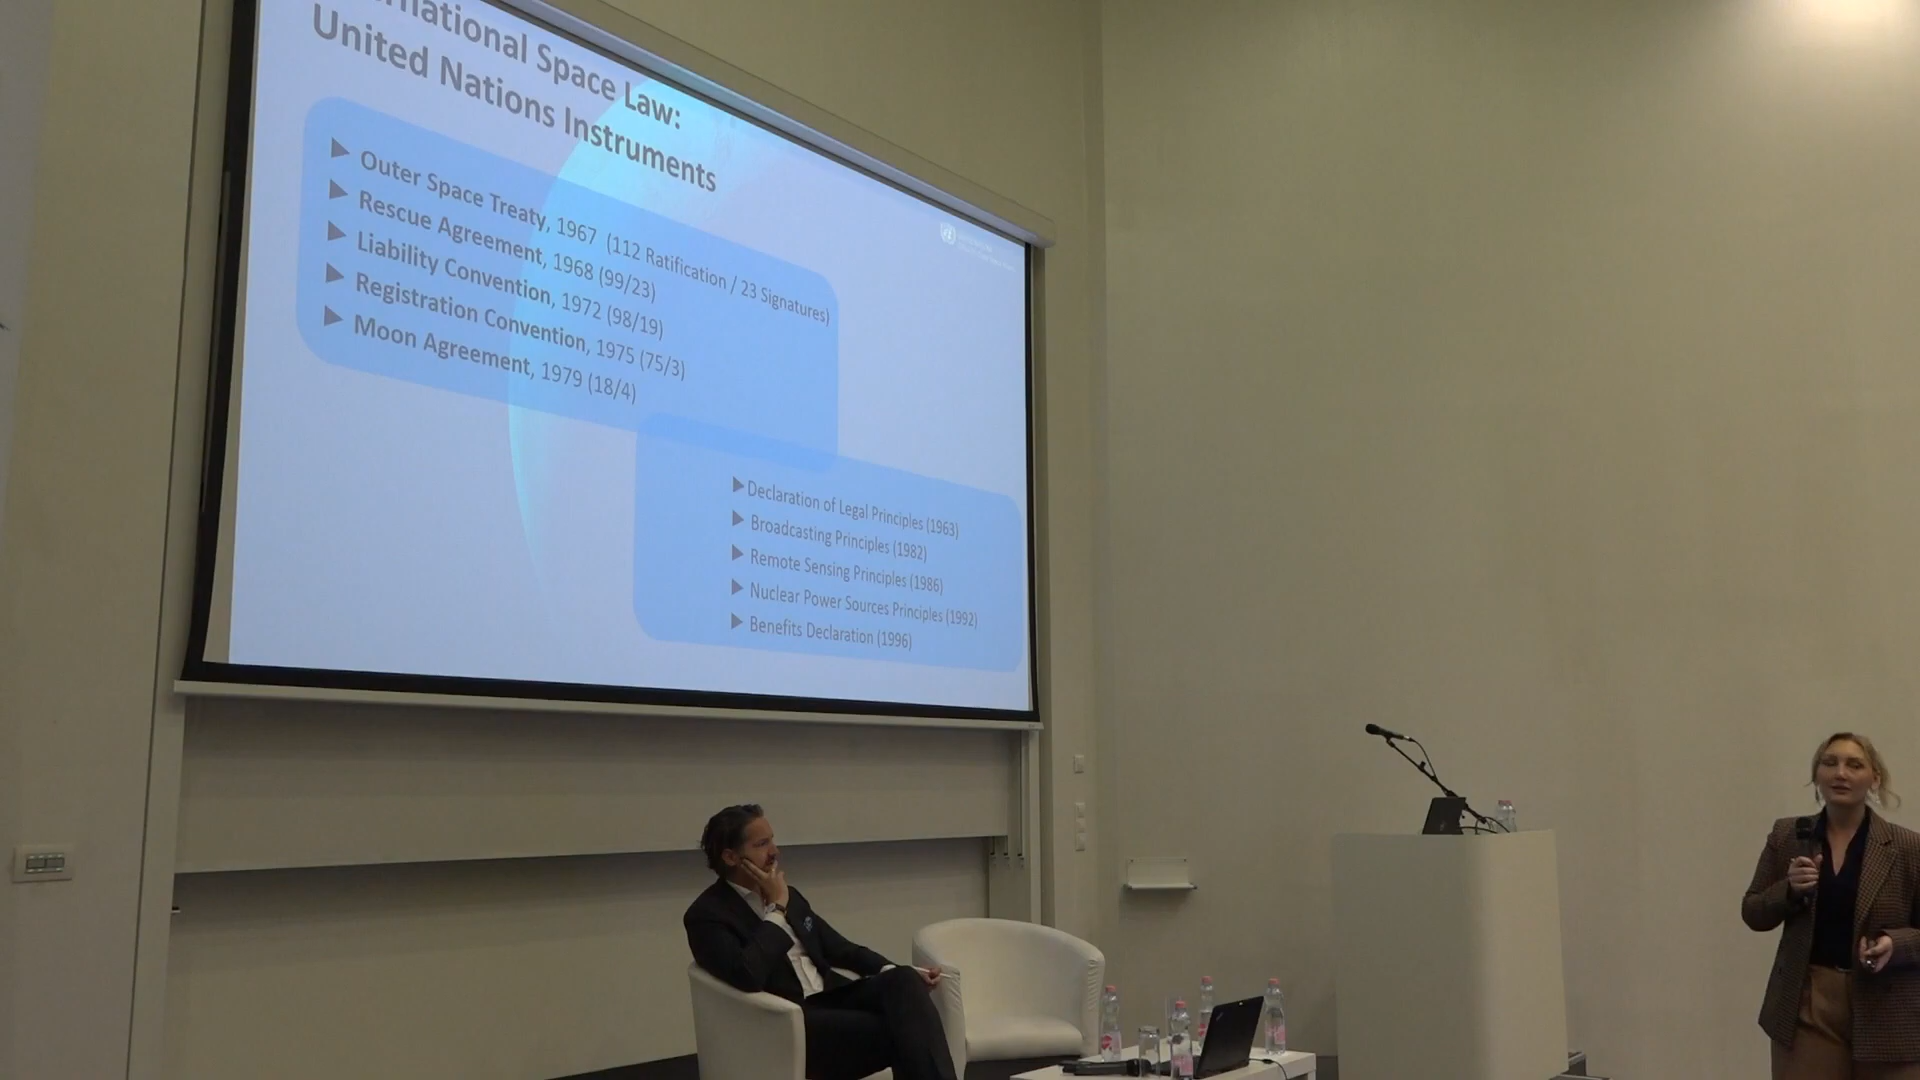 rnational Space Law:
United Nations Instruments
▶ Outer Space Treaty, 1967 (112 Ratification / 23 Signatures)
▶ Rescue Agreement, 1968 (99/23)
▶ Liability Convention, 1972 (98/19)
▶ Registration Convention, 1975 (75/3)
▶ Moon Agreement, 1979 (18/4)
▶ Declaration of Legal Principles (1963)
▶ Broadcasting Principles (1982)
▶ Remote Sensing Principles (1986)
▶ Nuclear Power Sources Principles (1992)
▶ Benefits Declaration (1996)